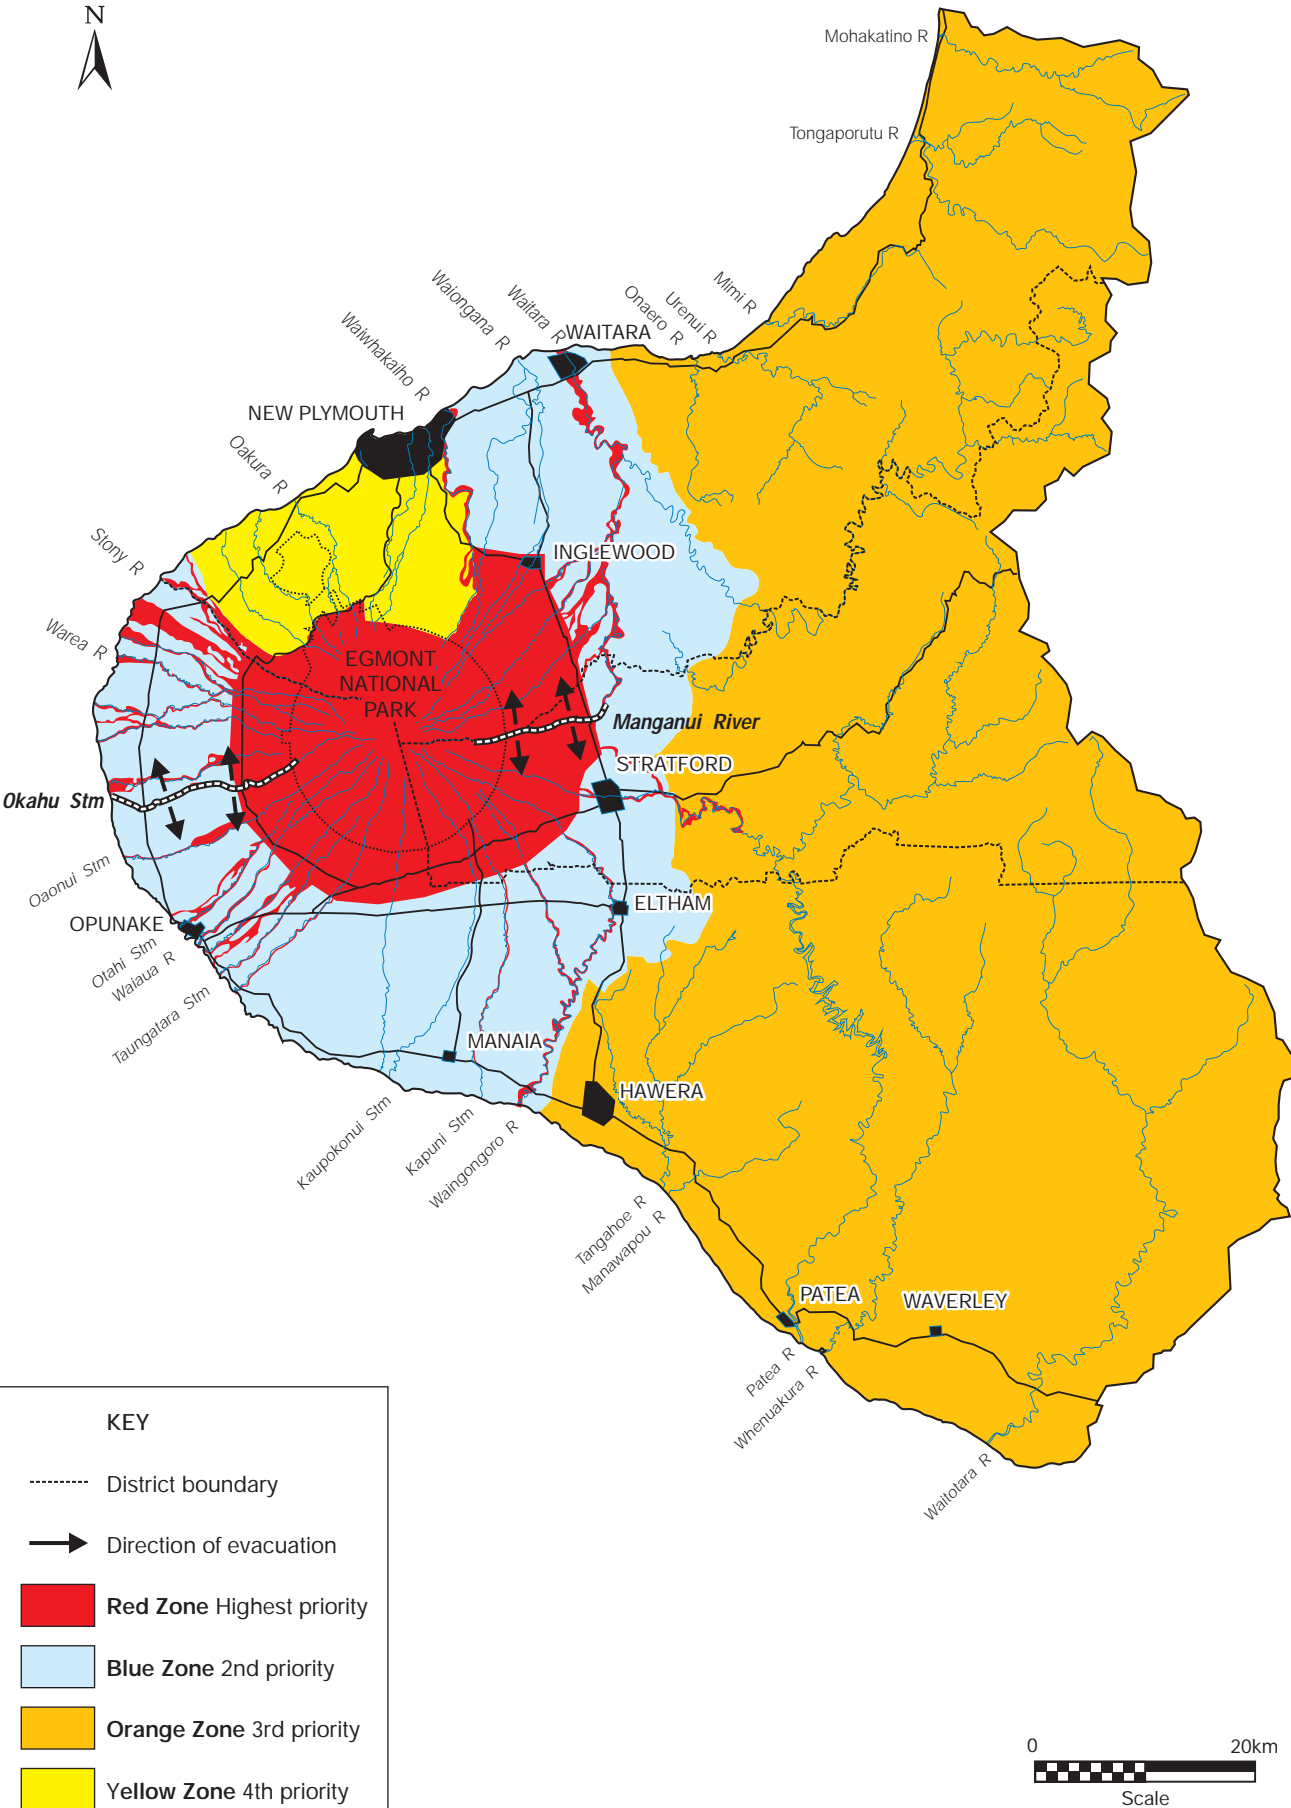 N
Mohakatino R
Tongaporutu R
Mimi R
Urenui R
Onaero R
Waitara R
WAITARA
Waiongana R
Waiwhakaiho R
NEW PLYMOUTH
Oakura R
Stony R
INGLEWOOD
Warea R
EGMONT
NATIONAL
PARK
Manganui River
STRATFORD
Okahu Stm
Oaonui Stm
ELTHAM
OPUNAKE
Otahi Stm
Waiaua R
Taungatara Stm
MANAIA
HAWERA
Kaupokonui Stm
Kapuni Stm
Waingongoro R
Tangahoe R
Manawapou R
PATEA
WAVERLEY
Patea R
Whenuakura R
Waitotara R
KEY
District boundary
Direction of evacuation
Red Zone Highest priority
Blue Zone 2nd priority
Orange Zone 3rd priority
Yellow Zone 4th priority
0 20km
Scale